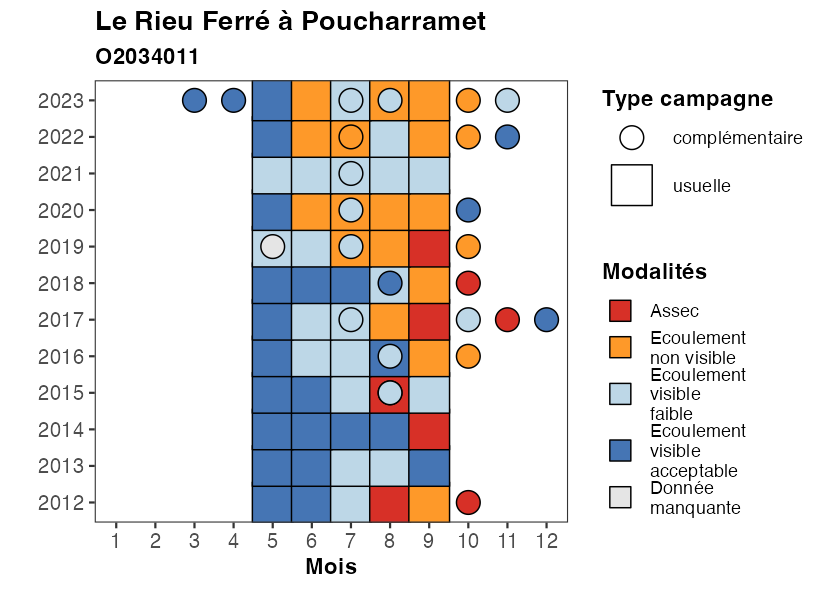 Le Rieu Ferré à Poucharramet
O2034011
2023
2022
2021
2020
2019
2018
2017
2016
2015
2014
2013
2012
1 2 3 4 5 6 7 8 9 10 11 12
Mois
Type campagne
complémentaire
usuelle
Modalités
Assec
Ecoulement
non visible
Ecoulement
visible
faible
Ecoulement
visible
acceptable
Donnée
manquante